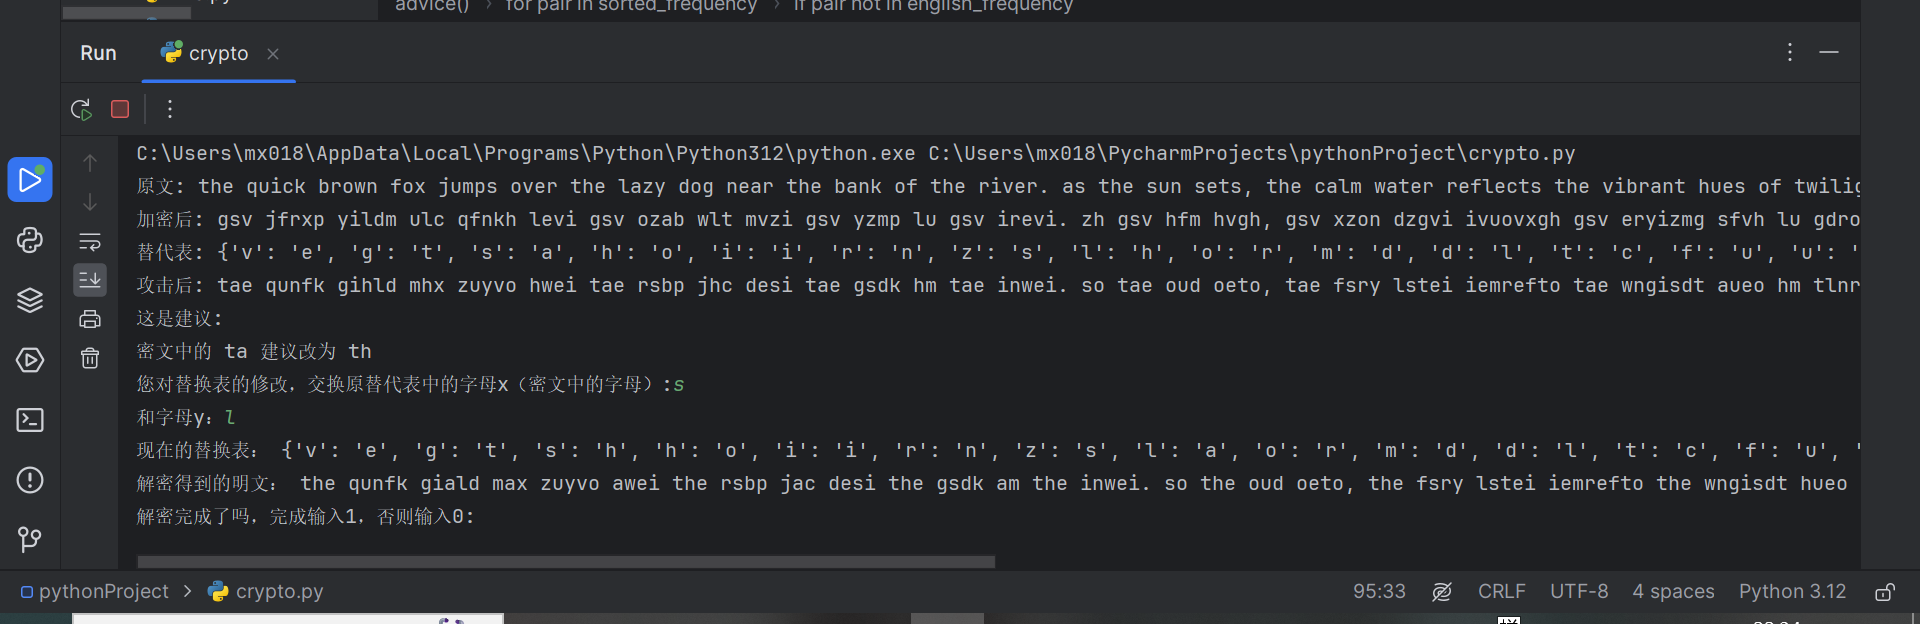 advice() › for pair in sorted_frequency › if pair not in english_frequency
Run crypto
C:\Users\mx018\AppData\Local\Programs\Python\Python312\python.exe C:\Users\mx018\PycharmProjects\pythonProject\crypto.py
原文: the quick brown fox jumps over the lazy dog near the bank of the river. as the sun sets, the calm water reflects the vibrant hues of twilig
加密后: gsv jfrxp yildm ulc qfnkh levi gsv ozab wlt mvzi gsv yzmp lu gsv irevi. zh gsv hfm hvgh, gsv xzon dzgvi ivuovxgh gsv eryizmg sfvh lu gdro
替代表: {'v': 'e', 'g': 't', 's': 'a', 'h': 'o', 'i': 'i', 'r': 'n', 'z': 's', 'l': 'h', 'o': 'r', 'm': 'd', 'd': 'l', 't': 'c', 'f': 'u', 'u': '
攻击后: tae qunfk gihld mhx zuyvo hwei tae rsbp jhc desi tae gsdk hm tae inwei. so tae oud oeto, tae fsry lstei iemrefto tae wngisdt aueo hm tlnr
这是建议:
密文中的 ta 建议改为 th
您对替换表的修改，交换原替代表中的字母x（密文中的字母）:s
和字母y：l
现在的替换表： {'v': 'e', 'g': 't', 's': 'h', 'h': 'o', 'i': 'i', 'r': 'n', 'z': 's', 'l': 'a', 'o': 'r', 'm': 'd', 'd': 'l', 't': 'c', 'f': 'u', '
解密得到的明文： the qunfk giald max zuyvo awei the rsbp jac desi the gsdk am the inwei. so the oud oeto, the fsry lstei iemrefto the wngisdt hueo
解密完成了吗，完成输入1，否则输入0:
pythonProject › crypto.py 95:33 CRLF UTF-8 4 spaces Python 3.12